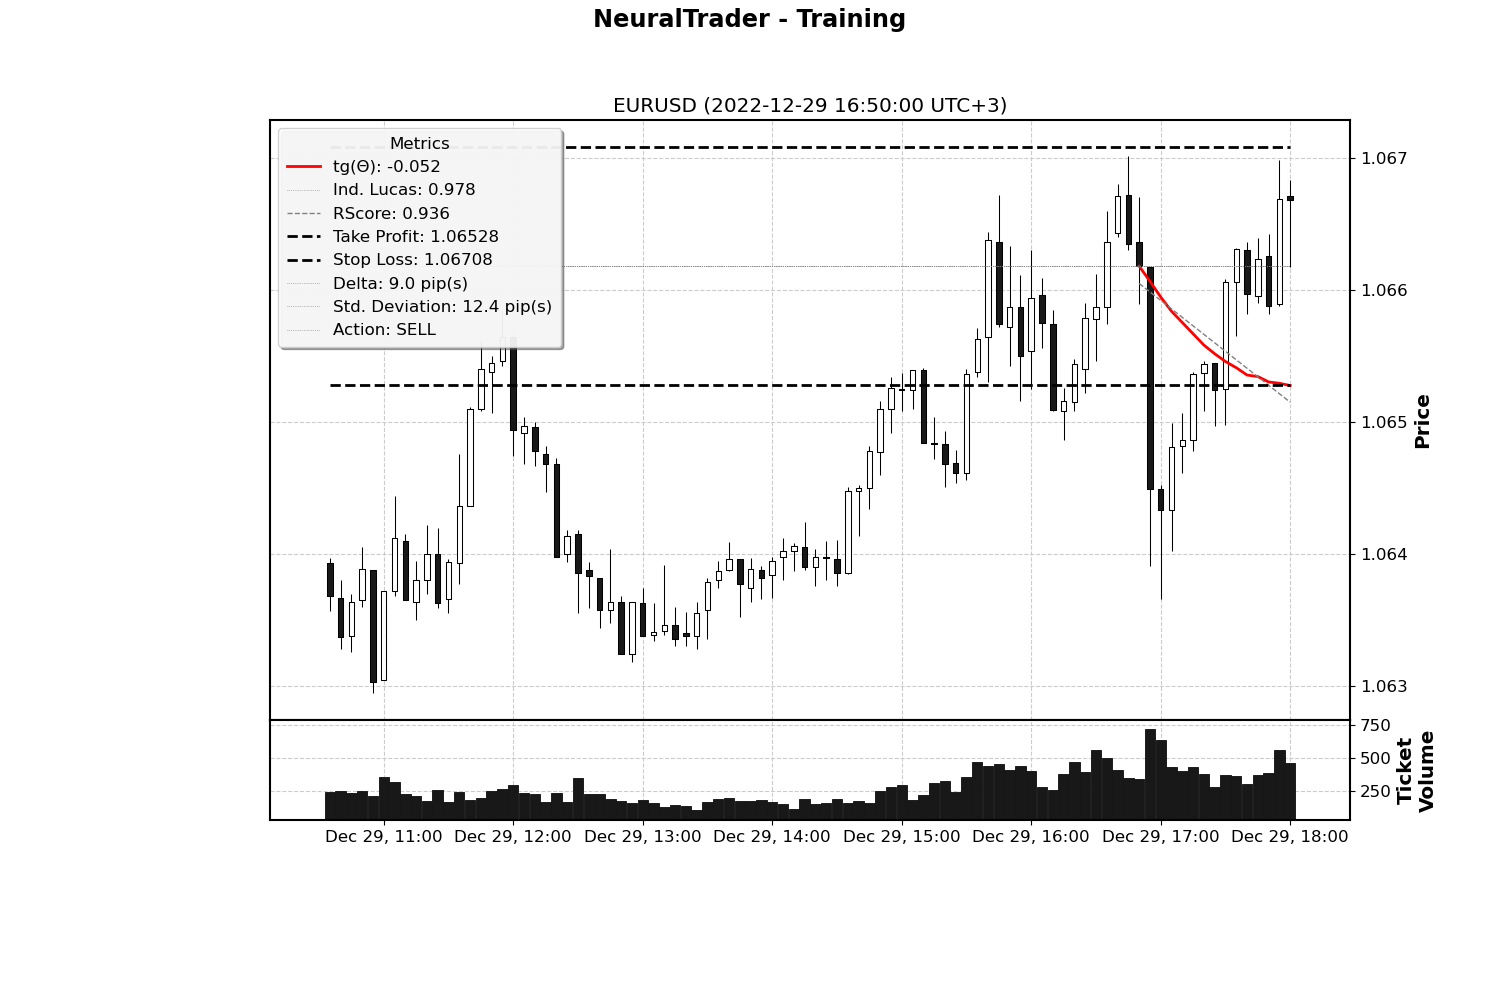 NeuralTrader - Training
EURUSD (2022-12-29 16:50:00 UTC+3)
Metrics
tg(Θ): -0.052
Ind. Lucas: 0.978
RScore: 0.936
Take Profit: 1.06528
Stop Loss: 1.06708
Delta: 9.0 pip(s)
Std. Deviation: 12.4 pip(s)
Action: SELL
1.067
1.066
1.065
1.064
1.063
Price
750
500
250
Ticket
Volume
Dec 29, 11:00
Dec 29, 12:00
Dec 29, 13:00
Dec 29, 14:00
Dec 29, 15:00
Dec 29, 16:00
Dec 29, 17:00
Dec 29, 18:00